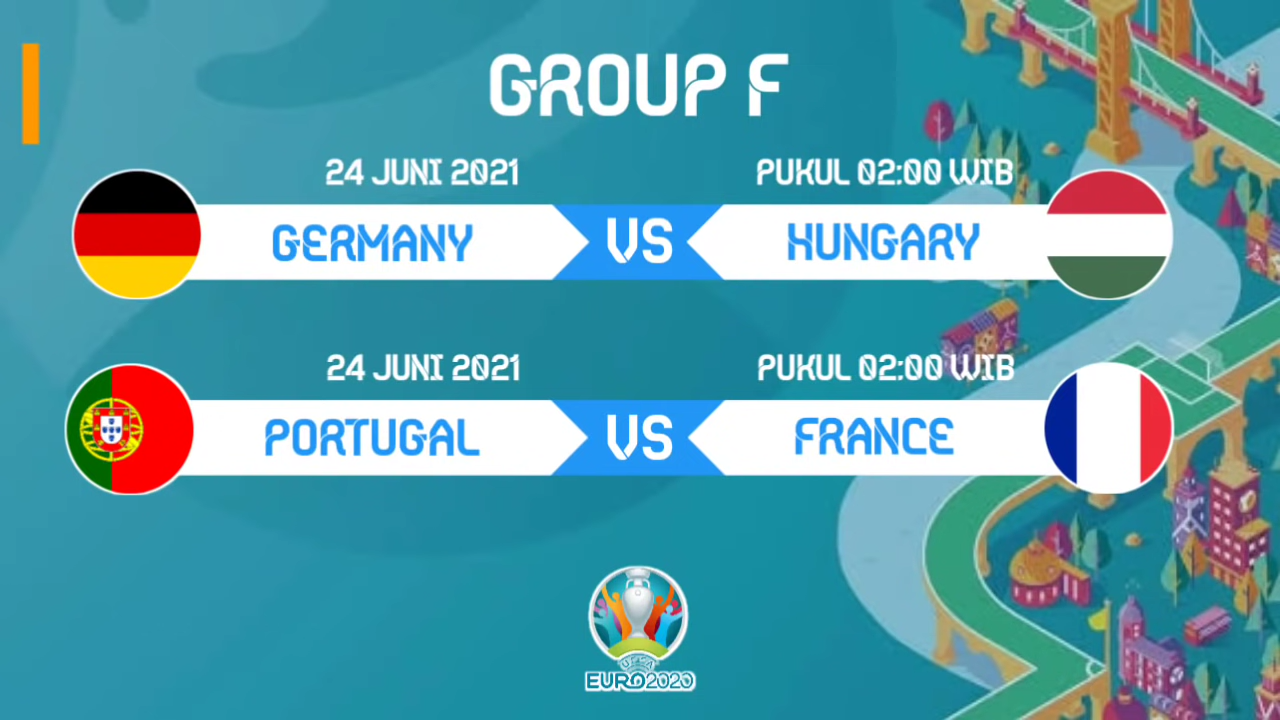 GROUP F
24 JUNI 2021 PUKUL 02:00 WIB
GERMANY VS HUNGARY
24 JUNI 2021 PUKUL 02:00 WIB
PORTUGAL VS FRANCE
UEFA
EURO2020